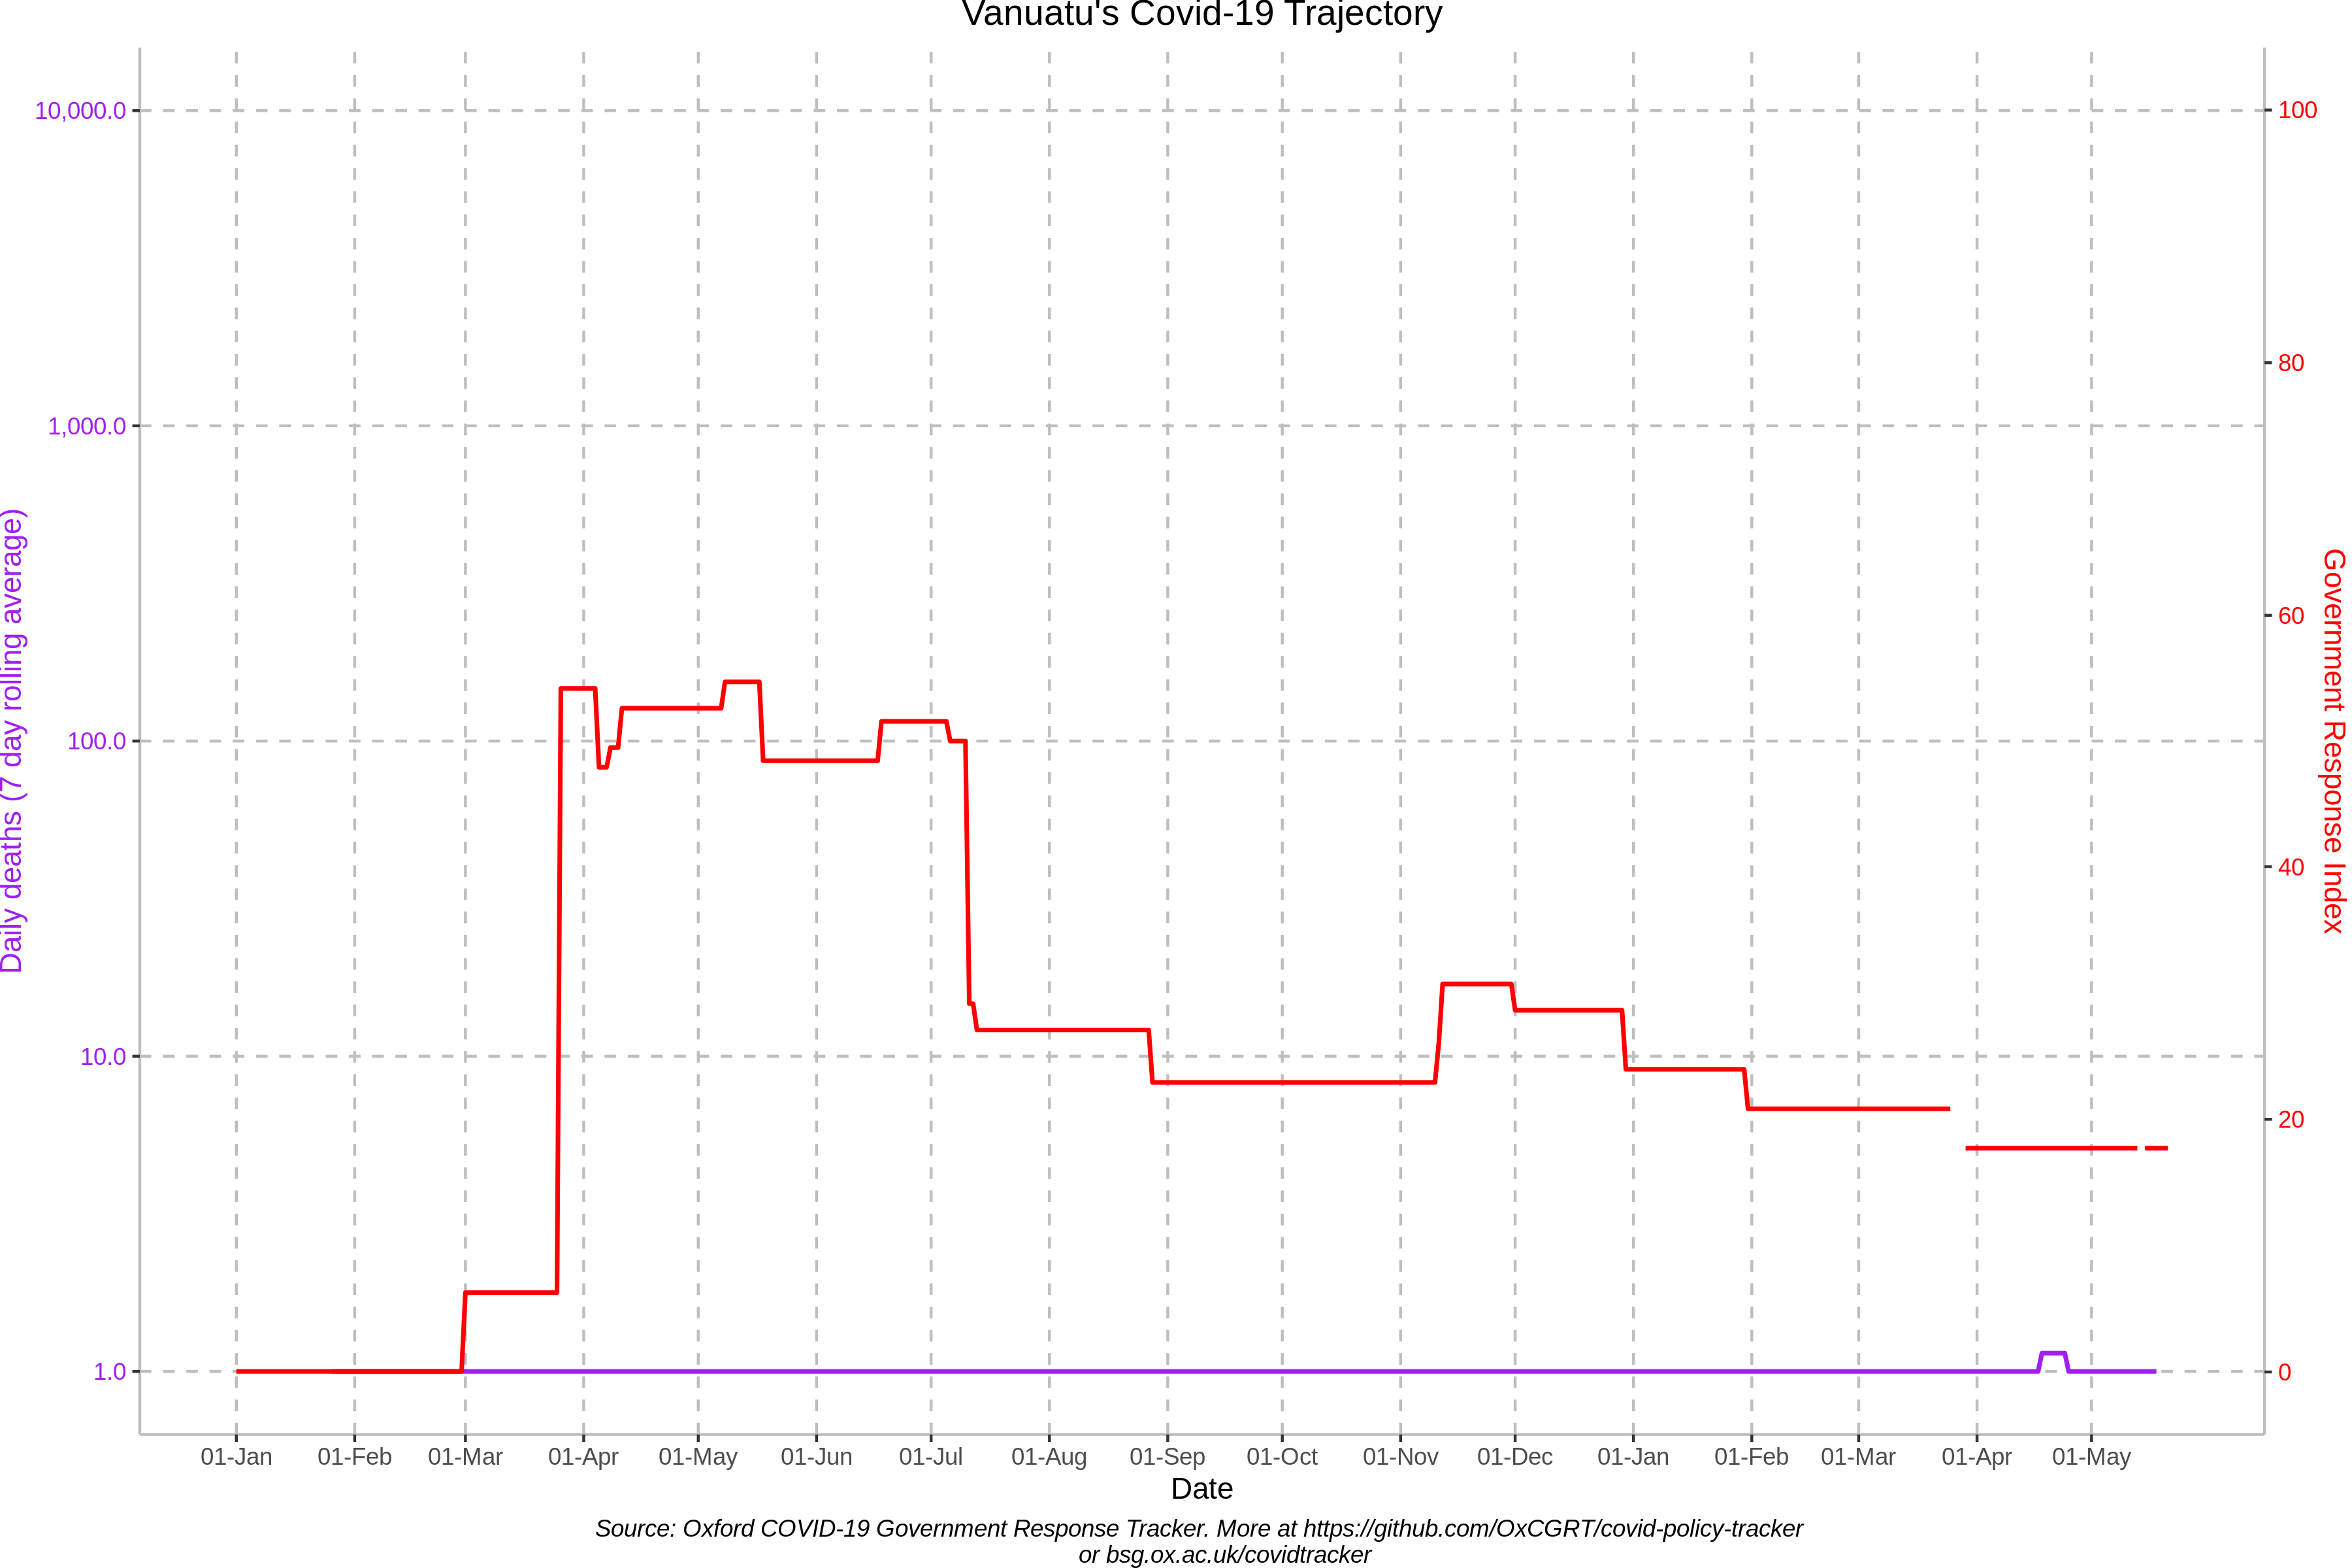 Vanuatu's Covid-19 Trajectory
10,000.0
1,000.0
100.0
10.0
1.0
Daily deaths (7 day rolling average)
100
80
60
40
20
0
Government Response Index
01-Jan 01-Feb 01-Mar 01-Apr 01-May 01-Jun 01-Jul 01-Aug 01-Sep 01-Oct 01-Nov 01-Dec 01-Jan 01-Feb 01-Mar 01-Apr 01-May
Date
Source: Oxford COVID-19 Government Response Tracker. More at https://github.com/OxCGRT/covid-policy-tracker
or bsg.ox.ac.uk/covidtracker